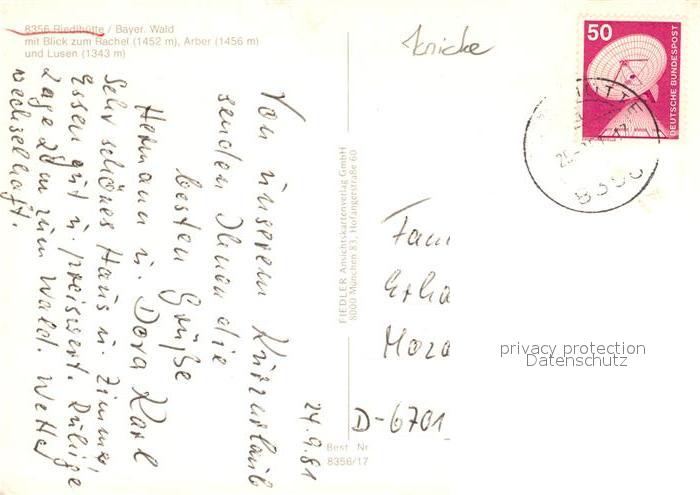 8356 Riedlhütte / Bayer. Wald
mit Blick zum Rachel (1452 m), Arber (1456 m)
und Lusen (1343 m)
Knicke
50
DEUTSCHE BUNDESPOST
24.9.81
Von unserem Kurzurlaub
senden Ihnen die
besten Grüße
Hermann u. Dora Karl
Sehr schönes Haus u. Zimmer
Essen gut u. preiswert. Ruhige
Lage 20 m zum Wald. Wetter
wechselhaft.
FIEDLER Ansichtskartenverlag GmbH
8000 München 83, Hofangerstraße 60
Fam
D-6701
privacy protection
Datenschutz
Best. Nr
8356/17